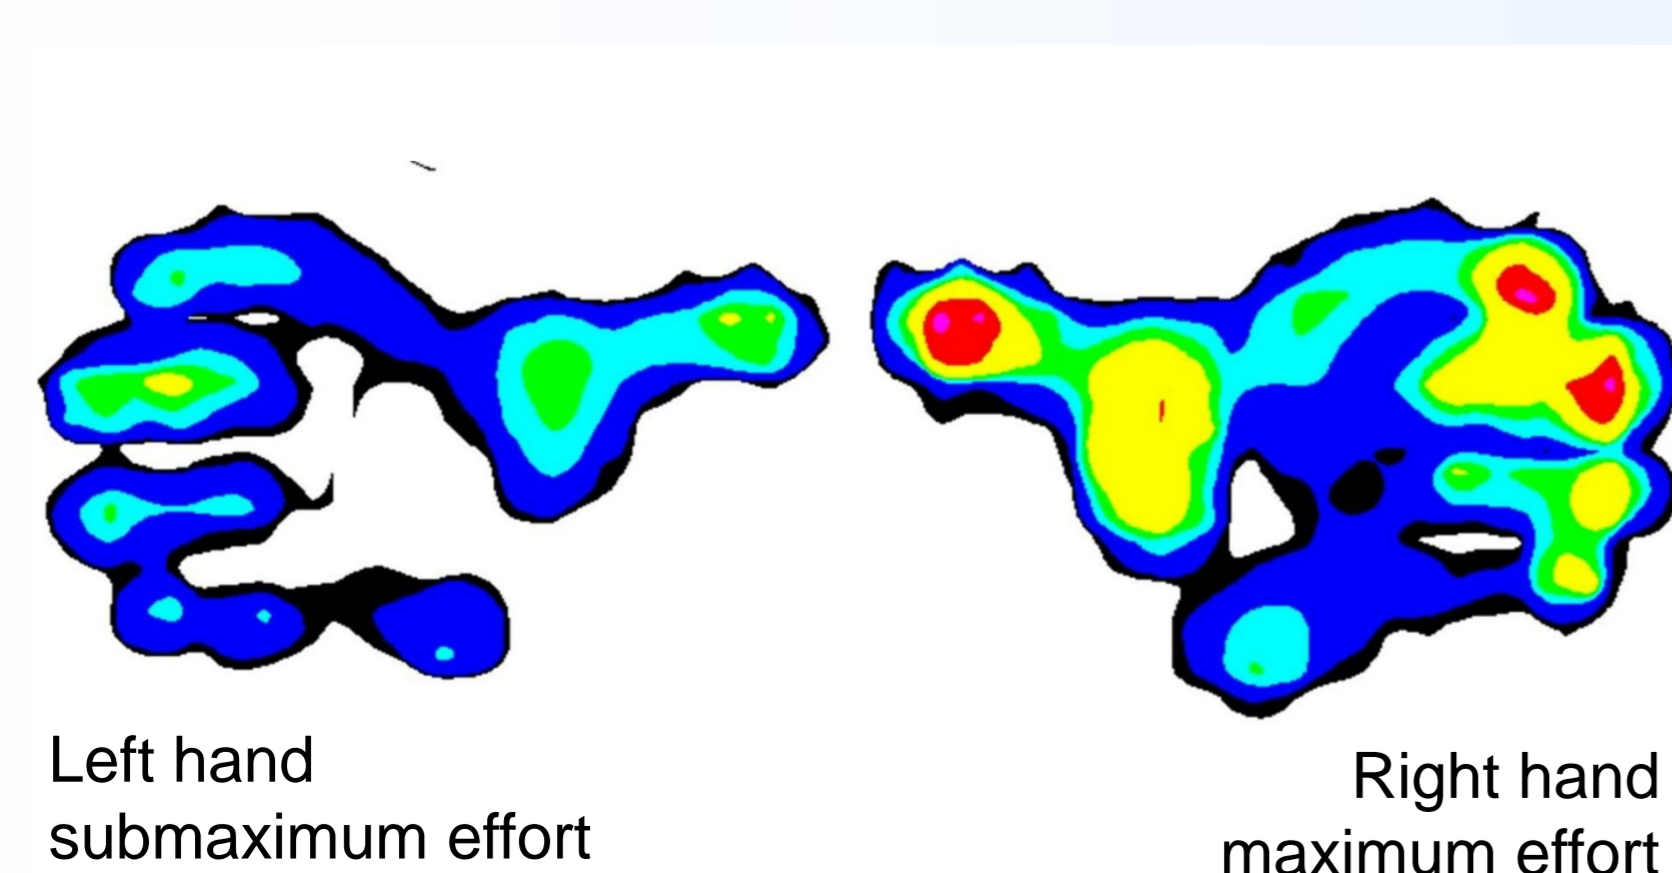 Left hand
submaximum effort
Right hand
maximum effort